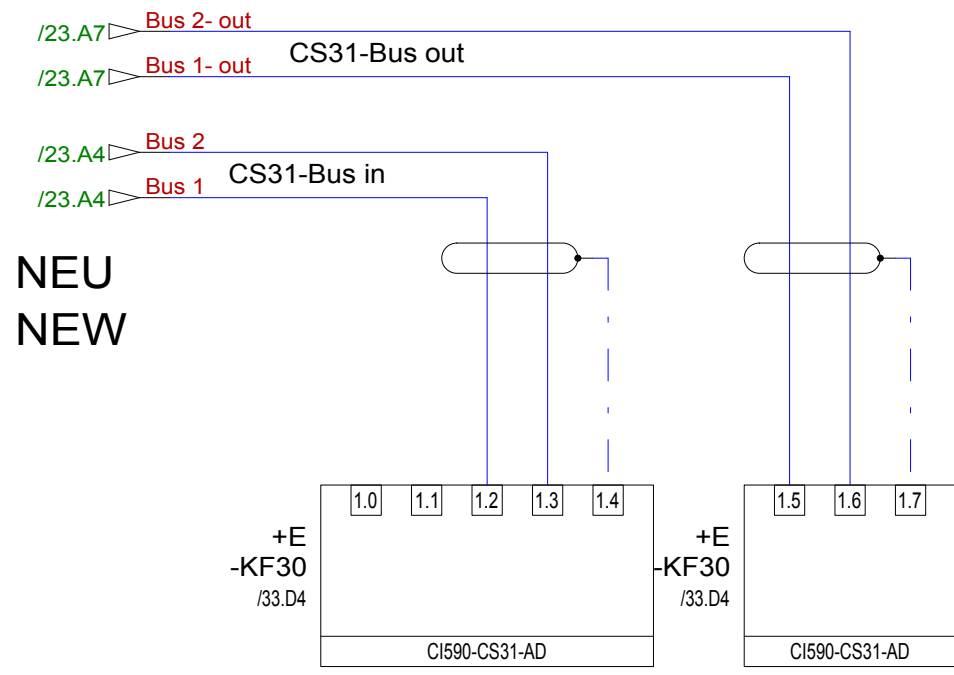 /23.A7 Bus 2- out
CS31-Bus out
/23.A7 Bus 1- out
/23.A4 Bus 2
CS31-Bus in
/23.A4 Bus 1
NEU
NEW
1.0 1.1 1.2 1.3 1.4 1.5 1.6 1.7
+E +E
-KF30 -KF30
/33.D4 /33.D4
CI590-CS31-AD CI590-CS31-AD